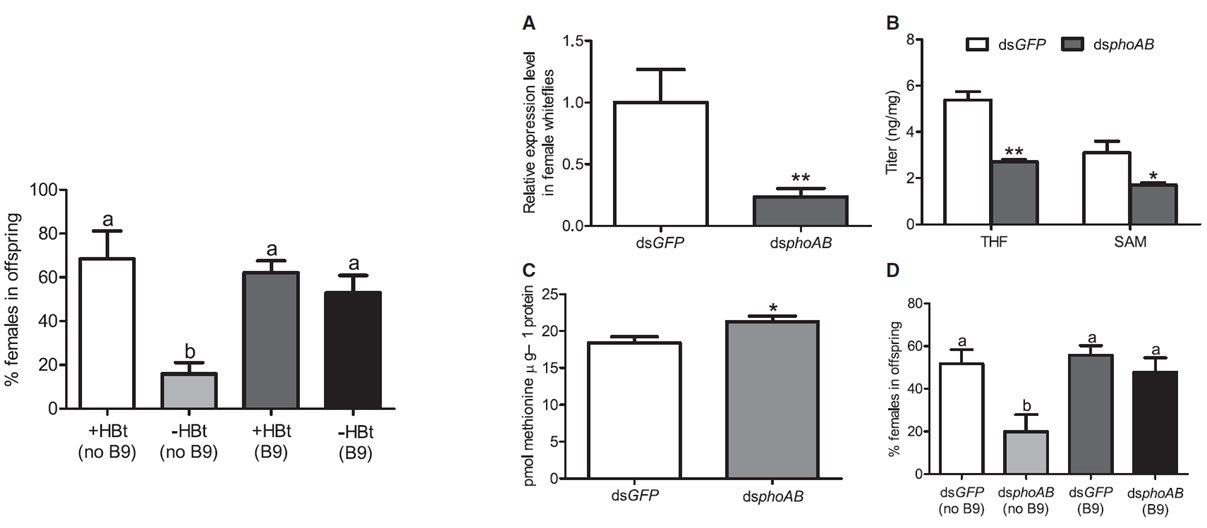 % females in offspring
100
80
60
40
20
0
a
b
a
a
+HBt
(no B9)
-HBt
(no B9)
+HBt
(B9)
-HBt
(B9)
A
Relative expression level
in female whiteflies
1.5
1.0
0.5
0.0
**
dsGFP
dsphoAB
B
Titer (ng/mg)
8
6
4
2
0
dsGFP
dsphoAB
**
*
THF
SAM
C
pmol methionine μ g– 1 protein
25
20
15
10
5
0
*
dsGFP
dsphoAB
D
% females in offspring
80
60
40
20
0
a
b
a
a
dsGFP
(no B9)
dsphoAB
(no B9)
dsGFP
(B9)
dsphoAB
(B9)